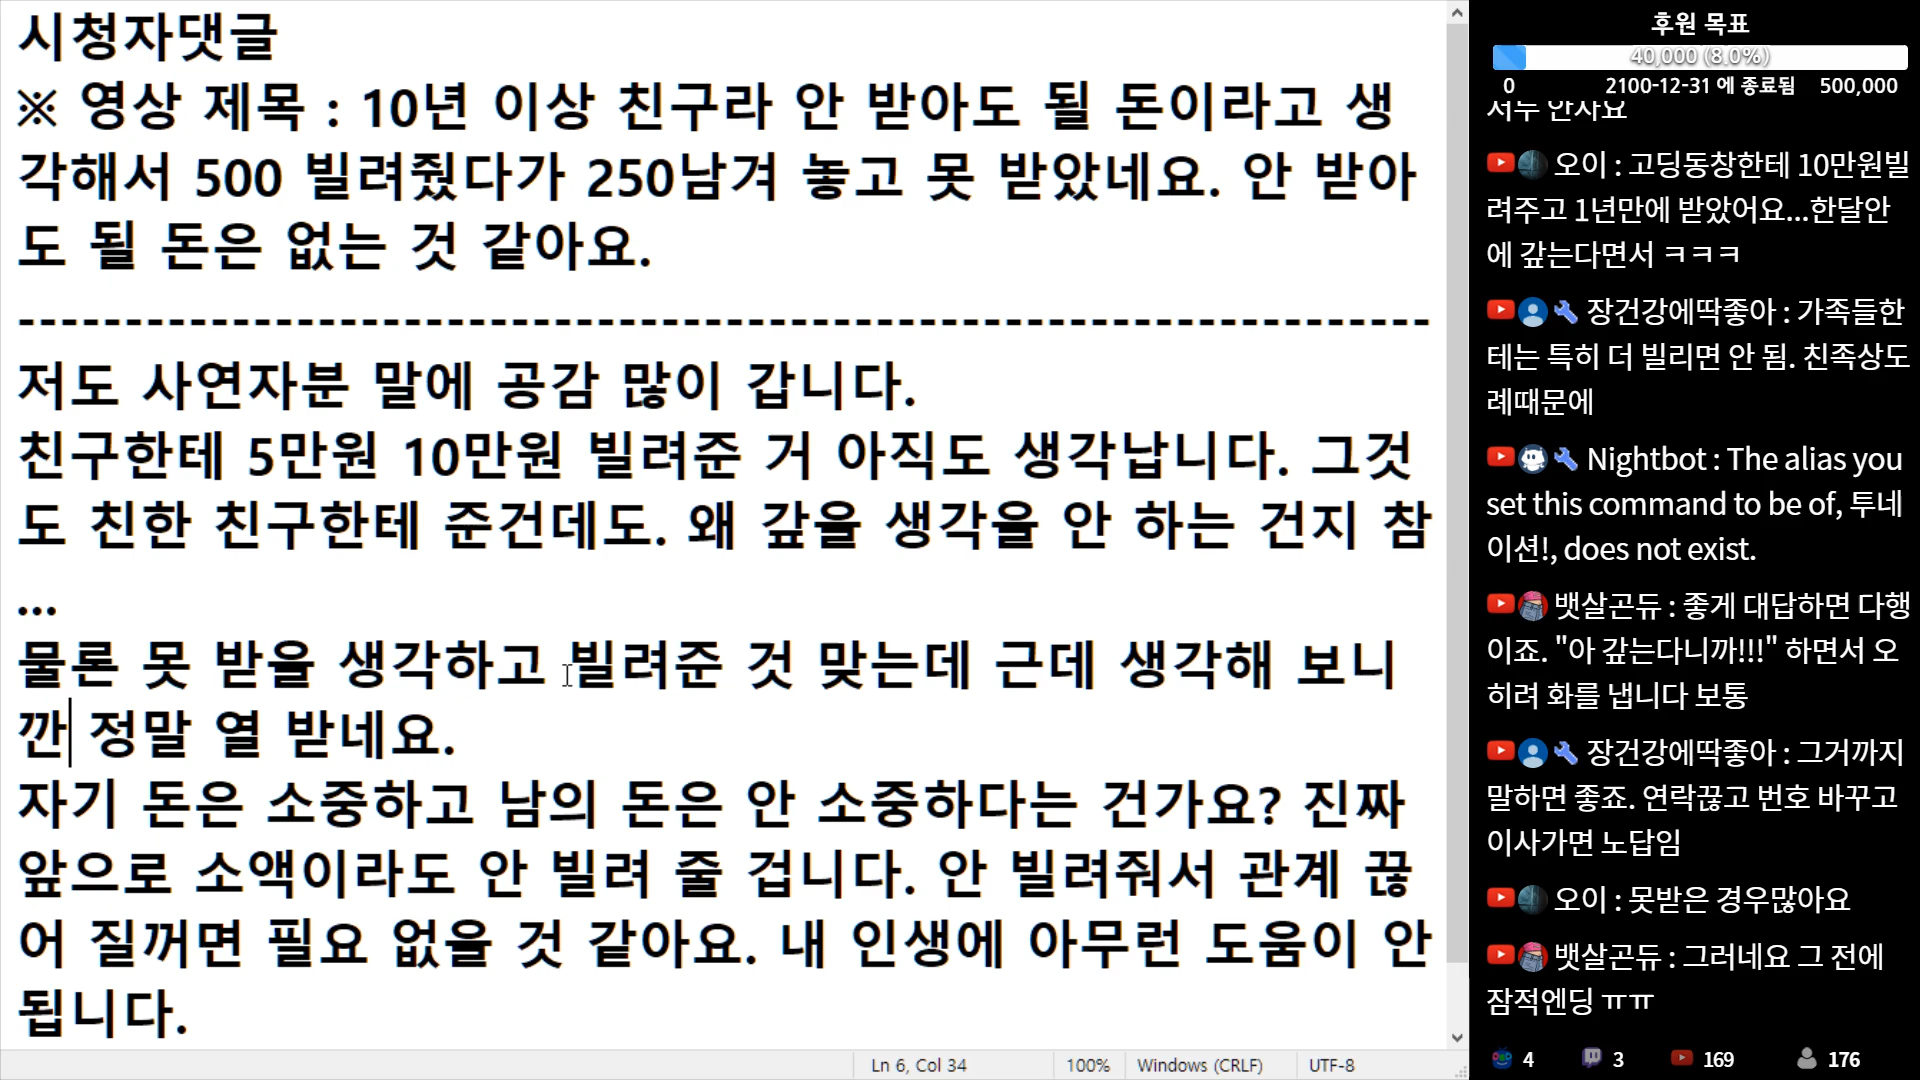 시청자댓글
※ 영상 제목 : 10년 이상 친구라 안 받아도 될 돈이라고 생
각해서 500 빌려줬다가 250남겨 놓고 못 받았네요. 안 받아
도 될 돈은 없는 것 같아요.
------------------------------------------------------------------
저도 사연자분 말에 공감 많이 갑니다.
친구한테 5만원 10만원 빌려준 거 아직도 생각납니다. 그것
도 친한 친구한테 준건데도. 왜 갚을 생각을 안 하는 건지 참
...
물론 못 받을 생각하고 빌려준 것 맞는데 근데 생각해 보니
깐 정말 열 받네요.
자기 돈은 소중하고 남의 돈은 안 소중하다는 건가요? 진짜
앞으로 소액이라도 안 빌려 줄 겁니다. 안 빌려줘서 관계 끊
어 질꺼면 필요 없을 것 같아요. 내 인생에 아무런 도움이 안
됩니다.
Ln 6, Col 34
100%
Windows (CRLF)
UTF-8
후원 목표
40,000 (8.0%)
0 2100-12-31 에 종료됨 500,000
오이 : 고딩동창한테 10만원빌
려주고 1년만에 받았어요...한달안
에 갚는다면서 ㅋㅋㅋ
장건강에딱좋아 : 가족들한
테는 특히 더 빌리면 안 됨. 친족상도
례때문에
Nightbot : The alias you
set this command to be of, 투네
이션!, does not exist.
뱃살곤듀 : 좋게 대답하면 다행
이죠. "아 갚는다니까!!!" 하면서 오
히려 화를 냅니다 보통
장건강에딱좋아 : 그거까지
말하면 좋죠. 연락끊고 번호 바꾸고
이사가면 노답임
오이 : 못받은 경우많아요
뱃살곤듀 : 그러네요 그 전에
잠적엔딩 ㅠㅠ
4 3 169 176